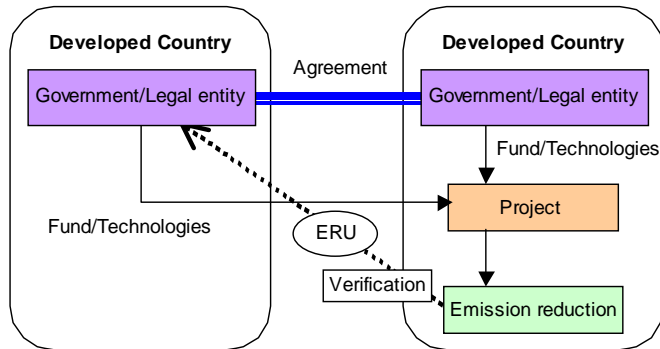 Developed Country
Developed Country
Agreement
Government/Legal entity
Government/Legal entity
Fund/Technologies
Project
Fund/Technologies
ERU
Verification
Emission reduction